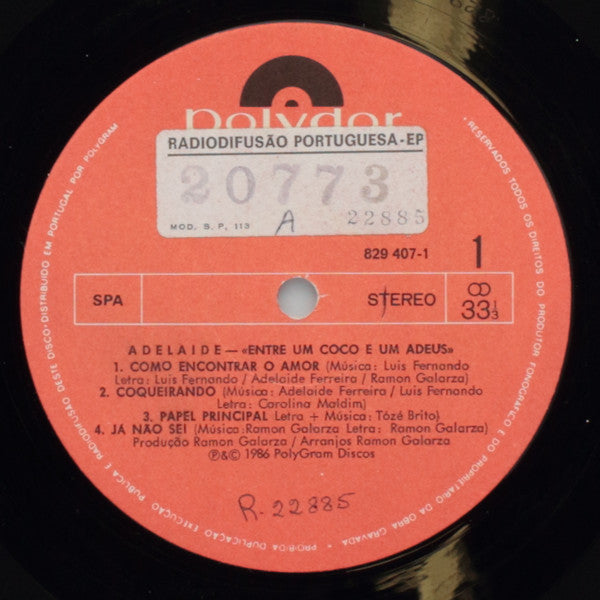 polydor
RADIODIFUSÃO PORTUGUESA-EP
20773
MOD. S. P. 113 A 22885
829 407-1 1
SPA STEREO 33 1/3
ADELAIDE — «ENTRE UM COCO E UM ADEUS»
1. COMO ENCONTRAR O AMOR (Música: Luis Fernando
Letra: Luis Fernando / Adelaide Ferreira / Ramon Galarza)
2. COQUEIRANDO (Música: Adelaide Ferreira / Luis Fernando
Letra: Carolina Maldim)
3. PAPEL PRINCIPAL Letra + Música: Tózé Brito)
4. JÁ NÃO SEI (Música: Ramon Galarza Letra: Ramon Galarza)
Produção Ramon Galarza / Arranjos Ramon Galarza
℗&© 1986 PolyGram Discos
R-22885
• RESERVADOS TODOS OS DIREITOS DO PRODUTOR FONOGRÁFICO E DO PROPRIETÁRIO DA OBRA GRAVADA • PROIBIDA DUPLICAÇÃO EXECUÇÃO PUBLICA E RADIODIFUSÃO DESTE DISCO • DISTRIBUIDO EM PORTUGAL POR POLYGRAM